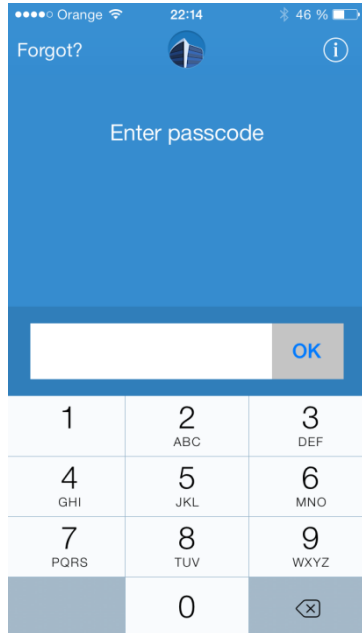 Orange 22:14 46 %
Forgot?
Enter passcode
OK
1 2 3
ABC DEF
4 5 6
GHI JKL MNO
7 8 9
PQRS TUV WXYZ
0